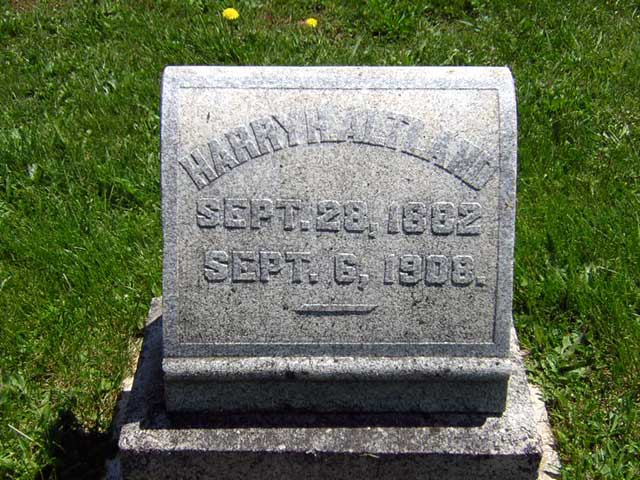 HARRY H. ALTLAND
SEPT. 28, 1882
SEPT. 6, 1908.